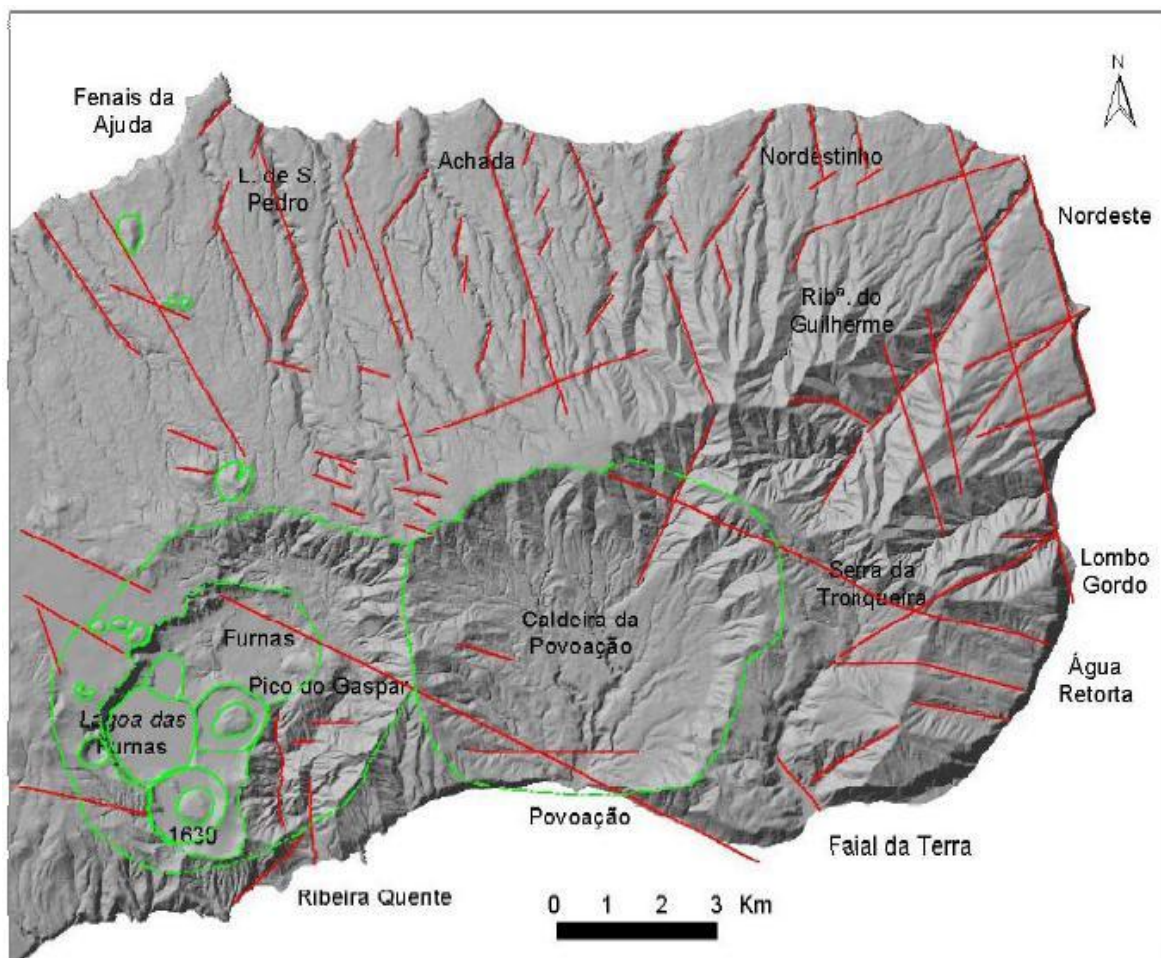 N
Fenais da
Ajuda
Achada
Nordestinho
L. de S.
Pedro
Nordeste
Ribª. do
Guilherme
Lombo
Gordo
Serra da
Tronqueira
Caldeira da
Povoação
Furnas
Pico do Gaspar
Água
Retorta
Lagoa das
Furnas
Povoação
1630
Faial da Terra
Ribeira Quente
0 1 2 3 Km